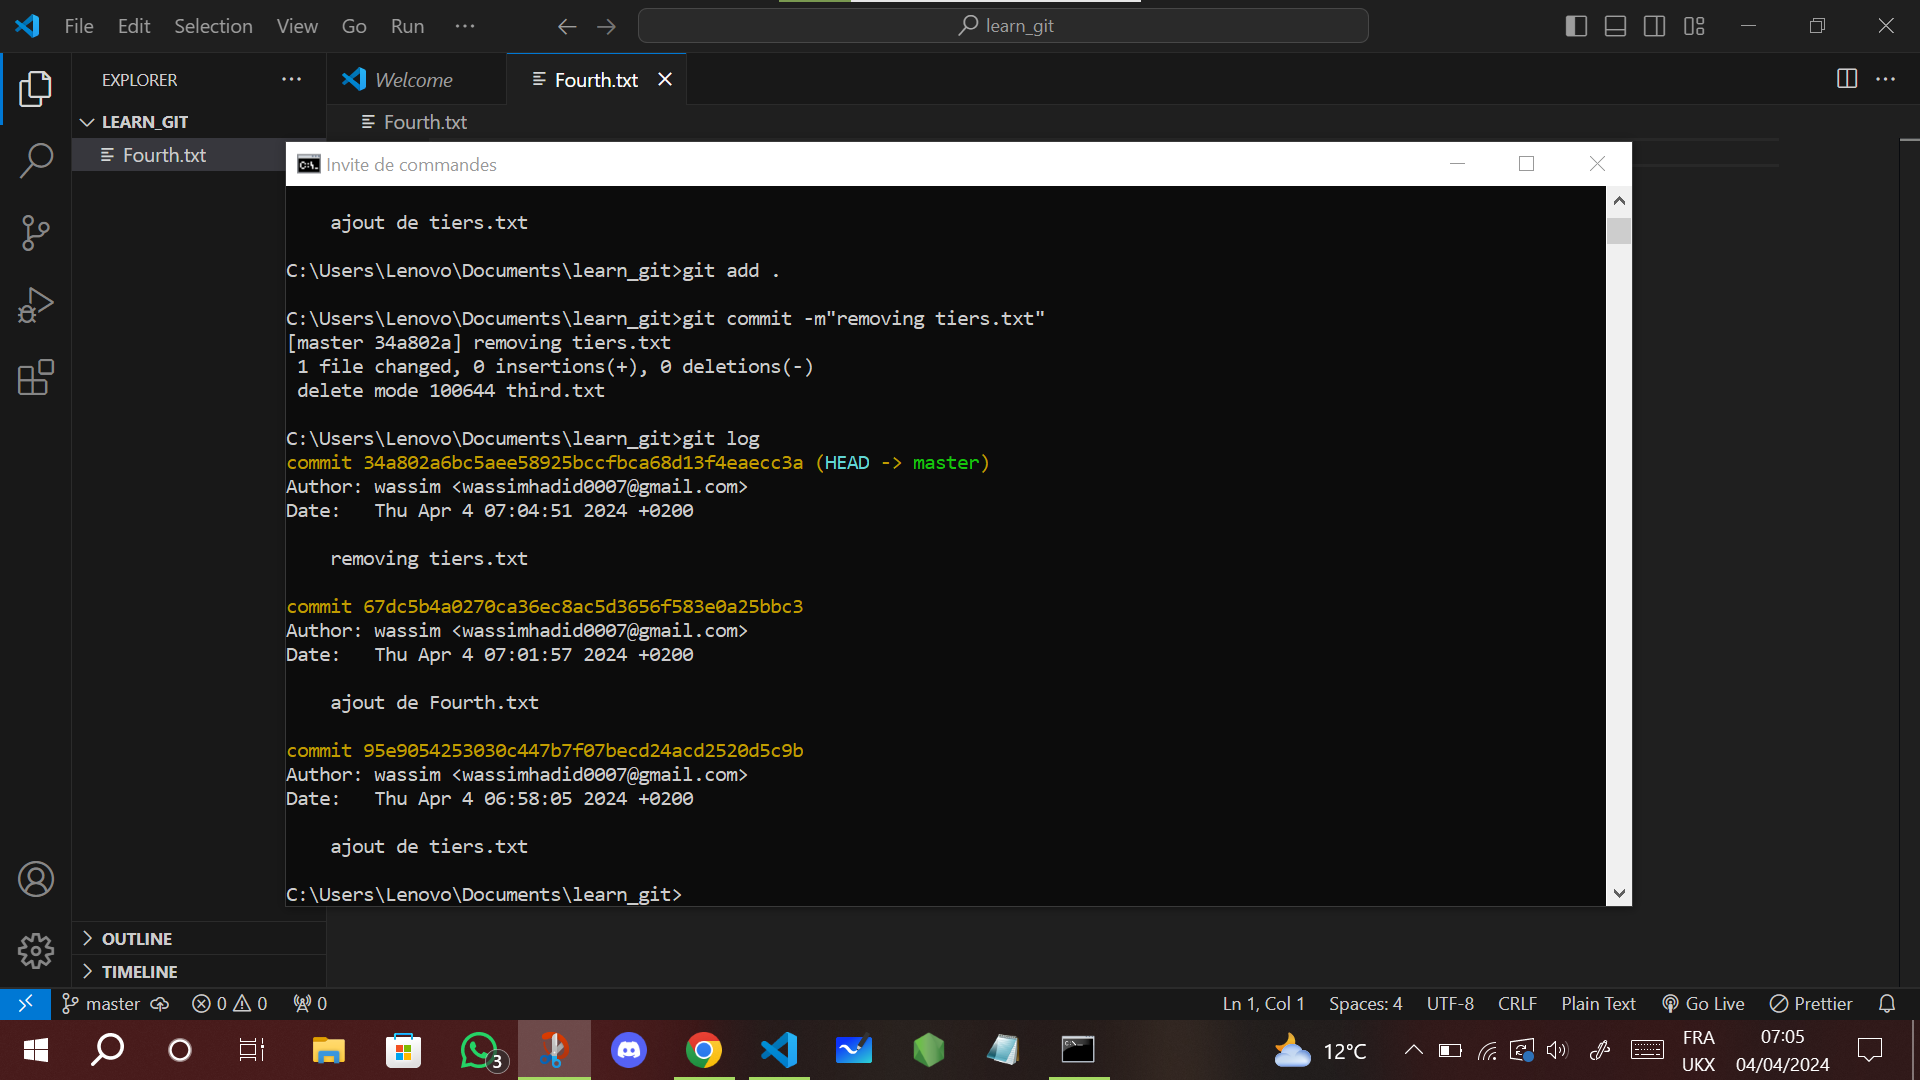 File Edit Selection View Go Run ···
learn_git
EXPLORER
Welcome
Fourth.txt
LEARN_GIT
Fourth.txt
Fourth.txt
Invite de commandes
ajout de tiers.txt
C:\Users\Lenovo\Documents\learn_git>git add .
C:\Users\Lenovo\Documents\learn_git>git commit -m"removing tiers.txt"
[master 34a802a] removing tiers.txt
1 file changed, 0 insertions(+), 0 deletions(-)
delete mode 100644 third.txt
C:\Users\Lenovo\Documents\learn_git>git log
commit 34a802a6bc5aee58925bccfbca68d13f4eaecc3a (HEAD -> master)
Author: wassim <wassimhadid0007@gmail.com>
Date:   Thu Apr 4 07:04:51 2024 +0200
removing tiers.txt
commit 67dc5b4a0270ca36ec8ac5d3656f583e0a25bbc3
Author: wassim <wassimhadid0007@gmail.com>
Date:   Thu Apr 4 07:01:57 2024 +0200
ajout de Fourth.txt
commit 95e9054253030c447b7f07becd24acd2520d5c9b
Author: wassim <wassimhadid0007@gmail.com>
Date:   Thu Apr 4 06:58:05 2024 +0200
ajout de tiers.txt
C:\Users\Lenovo\Documents\learn_git>
OUTLINE
TIMELINE
master 0 0 0 Ln 1, Col 1 Spaces: 4 UTF-8 CRLF Plain Text Go Live Prettier
3
12°C
FRA
UKX
07:05
04/04/2024